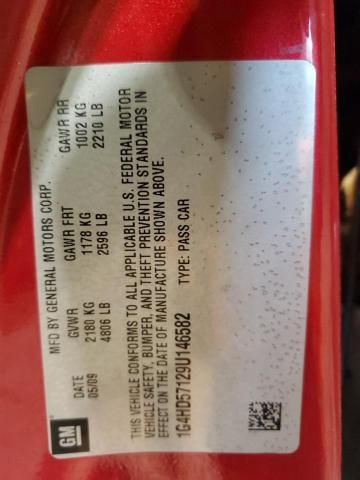 GM
MFD BY GENERAL MOTORS CORP.
DATE GVWR GAWR FRT GAWR RR
05/09 2180 KG 1178 KG 1002 KG
4806 LB 2596 LB 2210 LB
THIS VEHICLE CONFORMS TO ALL APPLICABLE U.S. FEDERAL MOTOR
VEHICLE SAFETY, BUMPER, AND THEFT PREVENTION STANDARDS IN
EFFECT ON THE DATE OF MANUFACTURE SHOWN ABOVE.
1G4HD57129U146582 TYPE: PASS CAR